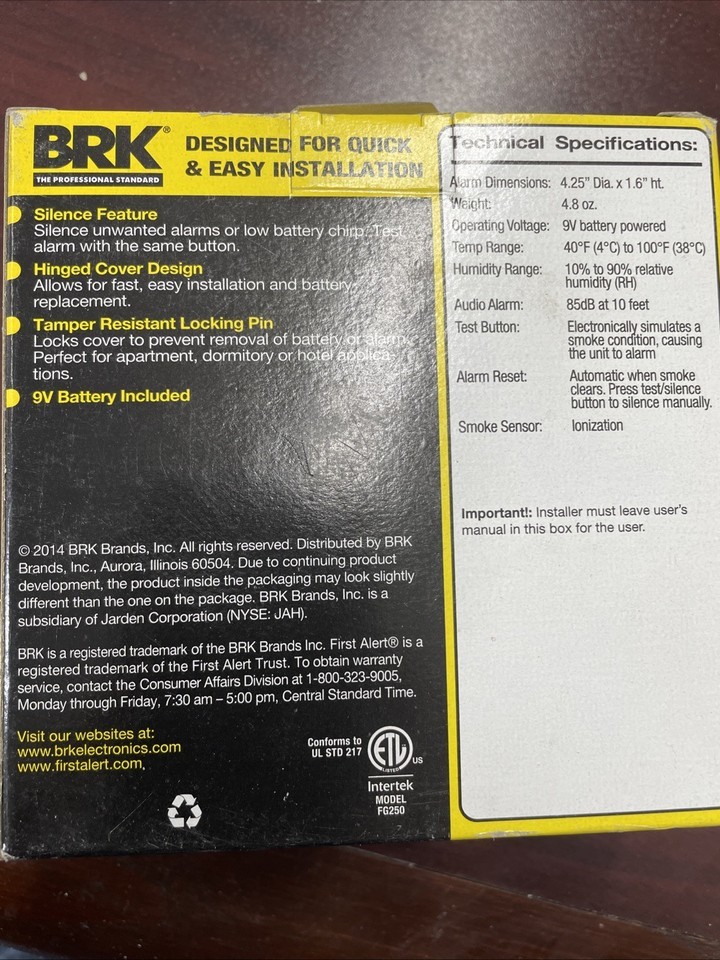 BRK®
THE PROFESSIONAL STANDARD
DESIGNED FOR QUICK
& EASY INSTALLATION
Silence Feature
Silence unwanted alarms or low battery chirp. Test
alarm with the same button.
Hinged Cover Design
Allows for fast, easy installation and battery
replacement.
Tamper Resistant Locking Pin
Locks cover to prevent removal of battery or alarm.
Perfect for apartment, dormitory or hotel applica-
tions.
9V Battery Included
© 2014 BRK Brands, Inc. All rights reserved. Distributed by BRK
Brands, Inc., Aurora, Illinois 60504. Due to continuing product
development, the product inside the packaging may look slightly
different than the one on the package. BRK Brands, Inc. is a
subsidiary of Jarden Corporation (NYSE: JAH).
BRK is a registered trademark of the BRK Brands Inc. First Alert® is a
registered trademark of the First Alert Trust. To obtain warranty
service, contact the Consumer Affairs Division at 1-800-323-9005,
Monday through Friday, 7:30 am – 5:00 pm, Central Standard Time.
Visit our websites at:
www.brkelectronics.com
www.firstalert.com,
Conforms to
UL STD 217
ETL
LISTED
US
Intertek
MODEL
FG250
Technical Specifications:
Alarm Dimensions: 4.25" Dia. x 1.6" ht.
Weight: 4.8 oz.
Operating Voltage: 9V battery powered
Temp Range: 40°F (4°C) to 100°F (38°C)
Humidity Range: 10% to 90% relative
humidity (RH)
Audio Alarm: 85dB at 10 feet
Test Button: Electronically simulates a
smoke condition, causing
the unit to alarm
Alarm Reset: Automatic when smoke
clears. Press test/silence
button to silence manually.
Smoke Sensor: Ionization
Important!: Installer must leave user's
manual in this box for the user.